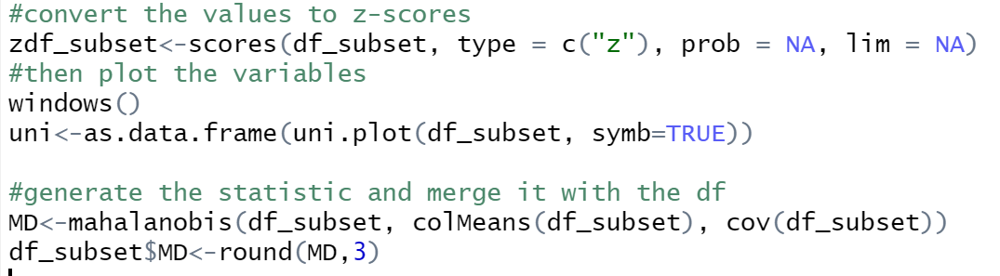 #convert the values to z-scores
zdf_subset<-scores(df_subset, type = c("z"), prob = NA, lim = NA)
#then plot the variables
windows()
uni<-as.data.frame(uni.plot(df_subset, symb=TRUE))
#generate the statistic and merge it with the df
MD<-mahalanobis(df_subset, colMeans(df_subset), cov(df_subset))
df_subset$MD<-round(MD,3)